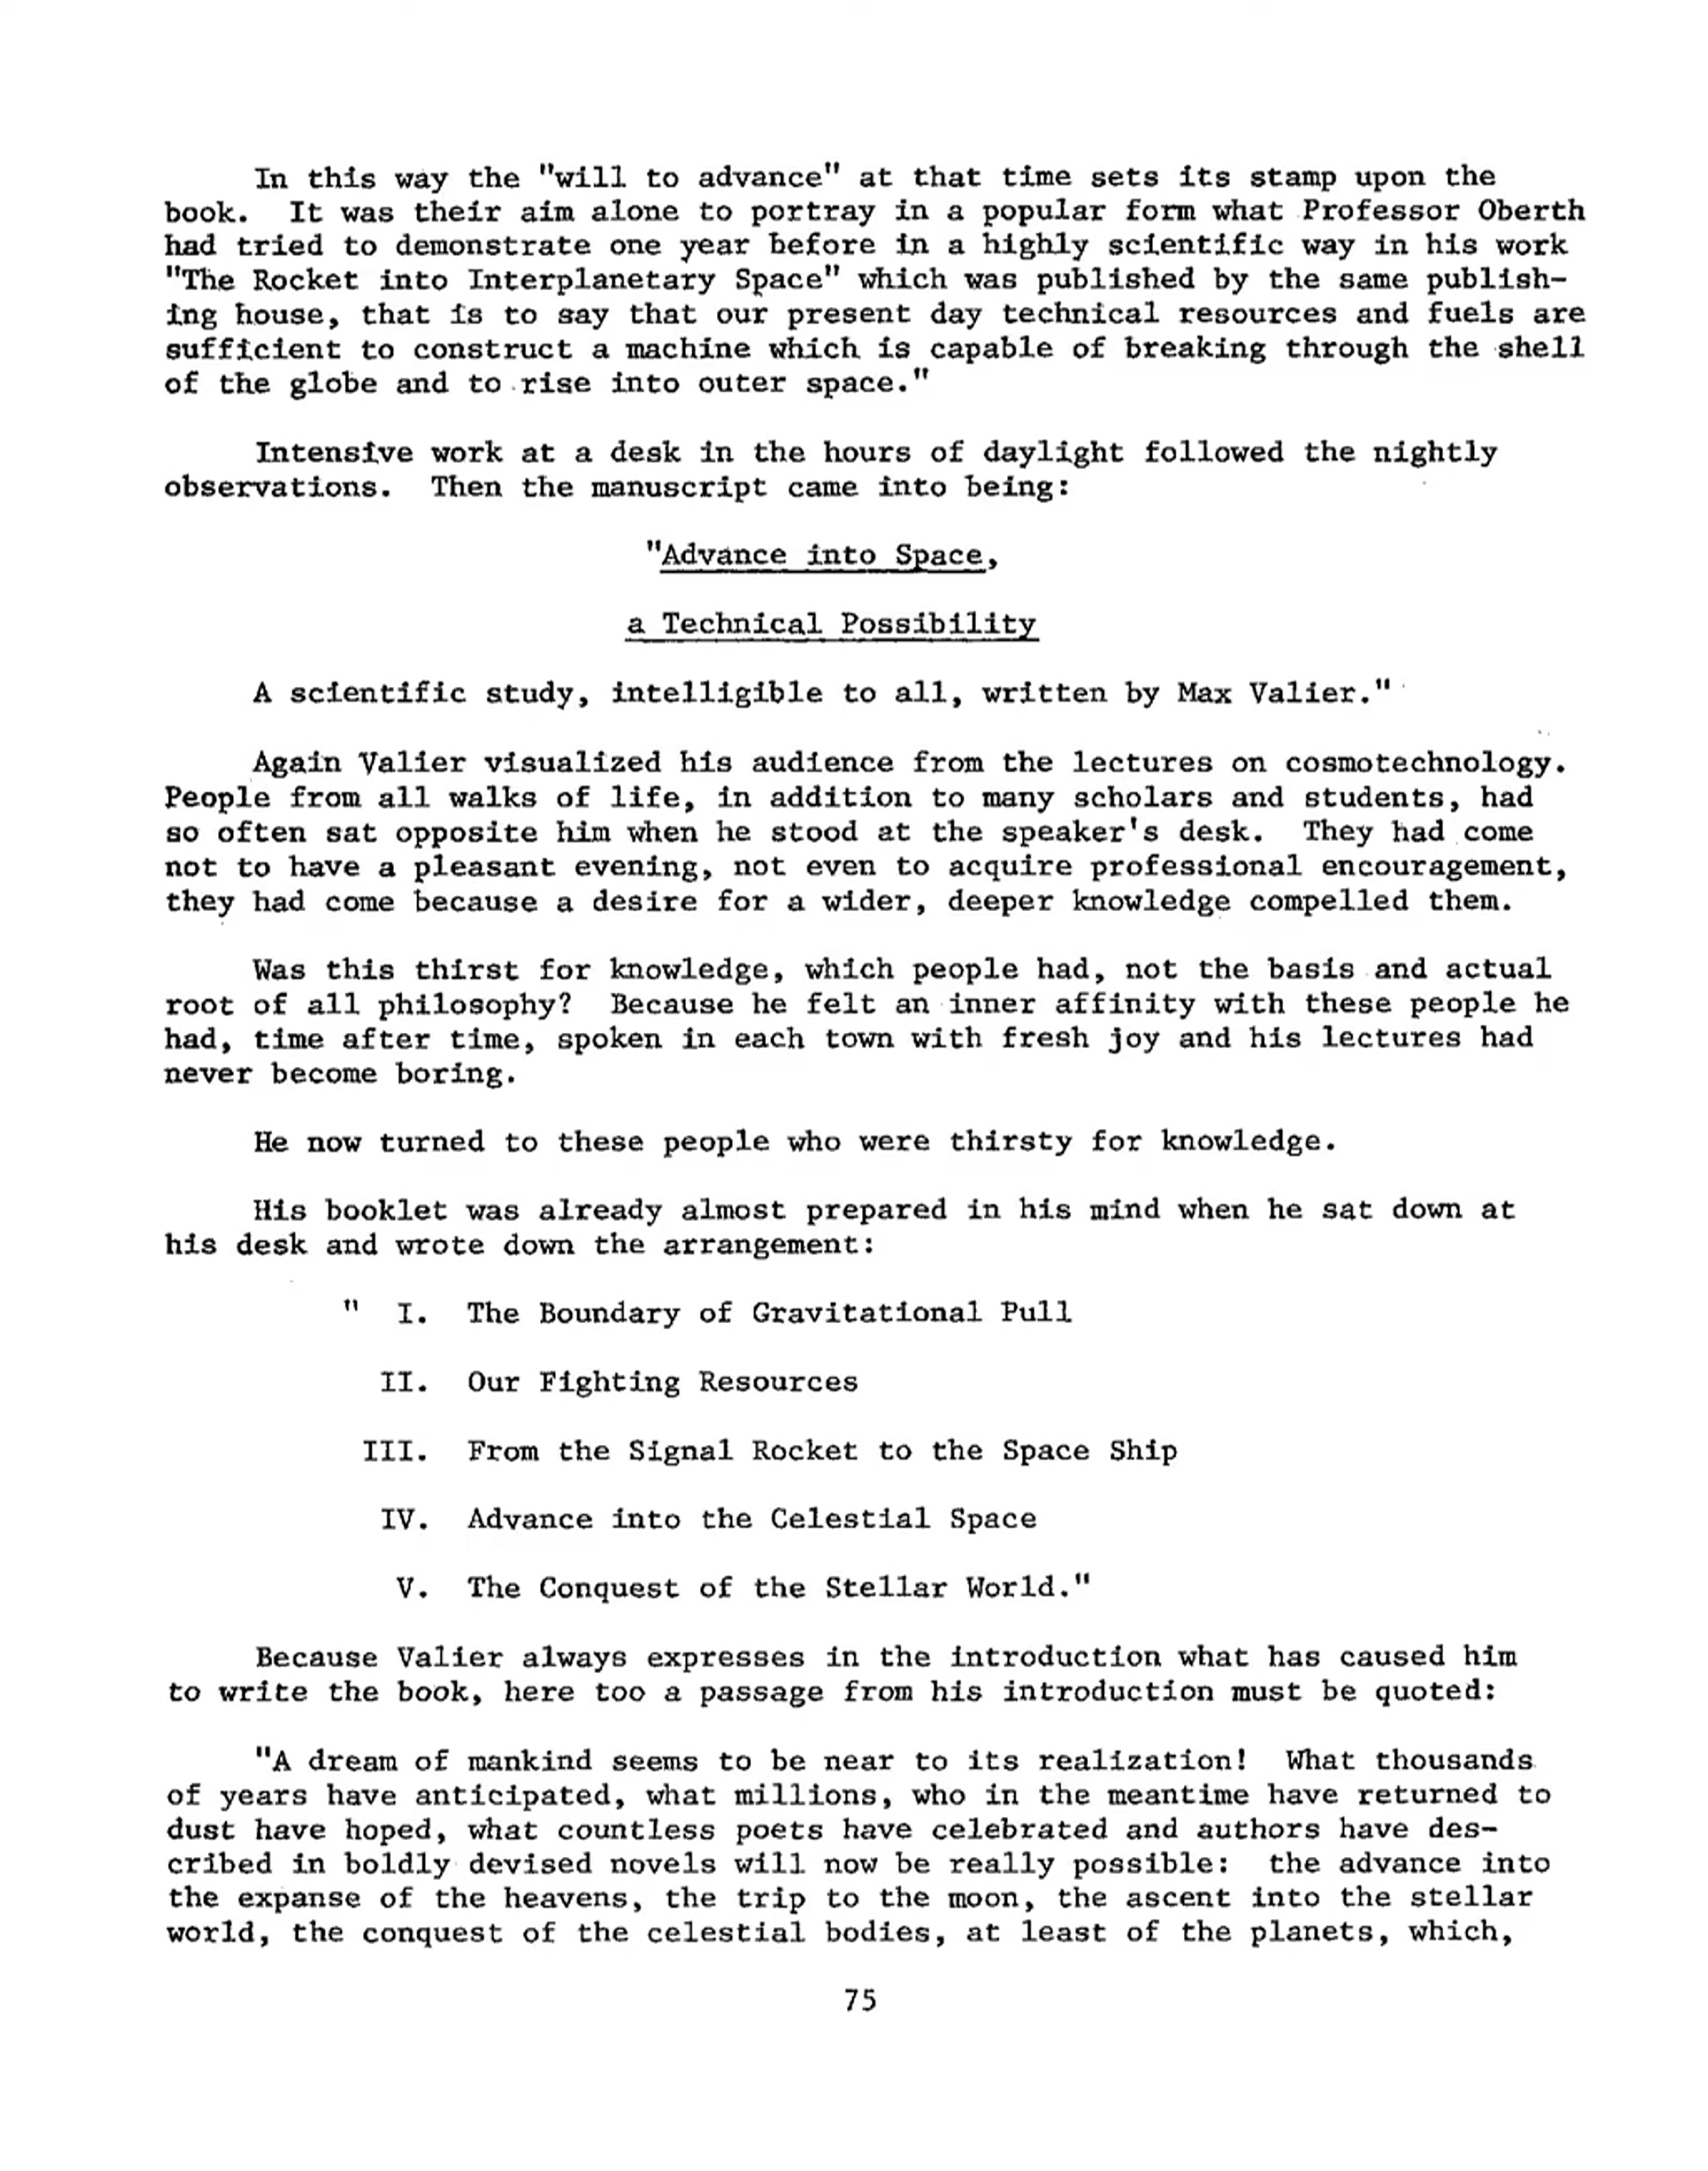 In this way the "will to advance" at that time sets its stamp upon the
book. It was their aim alone to portray in a popular form what Professor Oberth
had tried to demonstrate one year before in a highly scientific way in his work
"The Rocket into Interplanetary Space" which was published by the same publish-
ing house, that is to say that our present day technical resources and fuels are
sufficient to construct a machine which is capable of breaking through the shell
of the globe and to rise into outer space."
Intensive work at a desk in the hours of daylight followed the nightly
observations. Then the manuscript came into being:
"Advance into Space,
a Technical Possibility
A scientific study, intelligible to all, written by Max Valier."
Again Valier visualized his audience from the lectures on cosmotechnology.
People from all walks of life, in addition to many scholars and students, had
so often sat opposite him when he stood at the speaker's desk. They had come
not to have a pleasant evening, not even to acquire professional encouragement,
they had come because a desire for a wider, deeper knowledge compelled them.
Was this thirst for knowledge, which people had, not the basis and actual
root of all philosophy? Because he felt an inner affinity with these people he
had, time after time, spoken in each town with fresh joy and his lectures had
never become boring.
He now turned to these people who were thirsty for knowledge.
His booklet was already almost prepared in his mind when he sat down at
his desk and wrote down the arrangement:
" I. The Boundary of Gravitational Pull
II. Our Fighting Resources
III. From the Signal Rocket to the Space Ship
IV. Advance into the Celestial Space
V. The Conquest of the Stellar World."
Because Valier always expresses in the introduction what has caused him
to write the book, here too a passage from his introduction must be quoted:
"A dream of mankind seems to be near to its realization! What thousands
of years have anticipated, what millions, who in the meantime have returned to
dust have hoped, what countless poets have celebrated and authors have des-
cribed in boldly devised novels will now be really possible: the advance into
the expanse of the heavens, the trip to the moon, the ascent into the stellar
world, the conquest of the celestial bodies, at least of the planets, which,
75